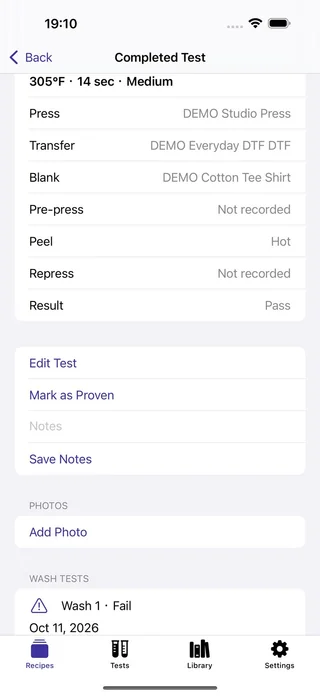 19:10
Back
Completed Test
305°F · 14 sec · Medium
Press DEMO Studio Press
Transfer DEMO Everyday DTF DTF
Blank DEMO Cotton Tee Shirt
Pre-press Not recorded
Peel Hot
Repress Not recorded
Result Pass
Edit Test
Mark as Proven
Notes
Save Notes
PHOTOS
Add Photo
WASH TESTS
Wash 1 · Fail
Oct 11, 2026
Recipes Tests Library Settings